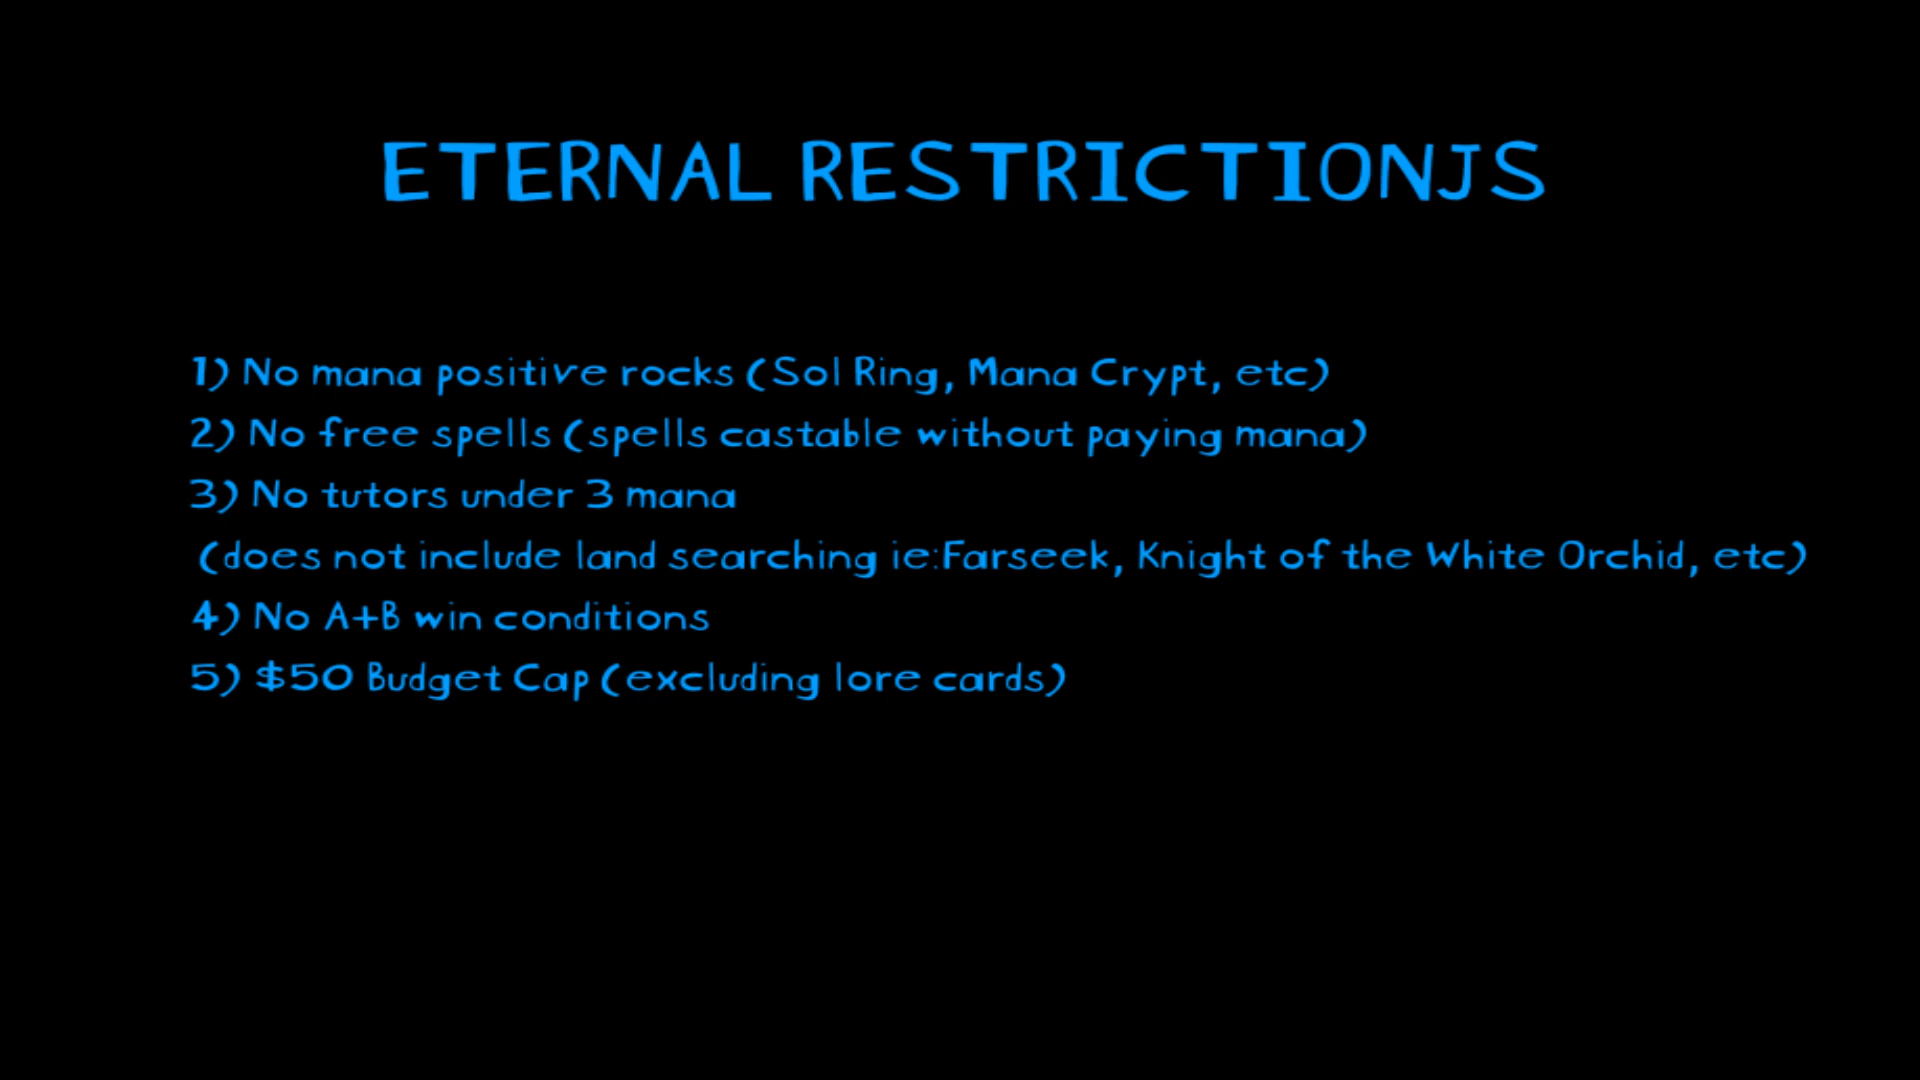 ETERNAL RESTRICTIONJS
1) No mana positive rocks (Sol Ring, Mana Crypt, etc)
2) No free spells (spells castable without paying mana)
3) No tutors under 3 mana
(does not include land searching ie:Farseek, Knight of the White Orchid, etc)
4) No A+B win conditions
5) $50 Budget Cap (excluding lore cards)